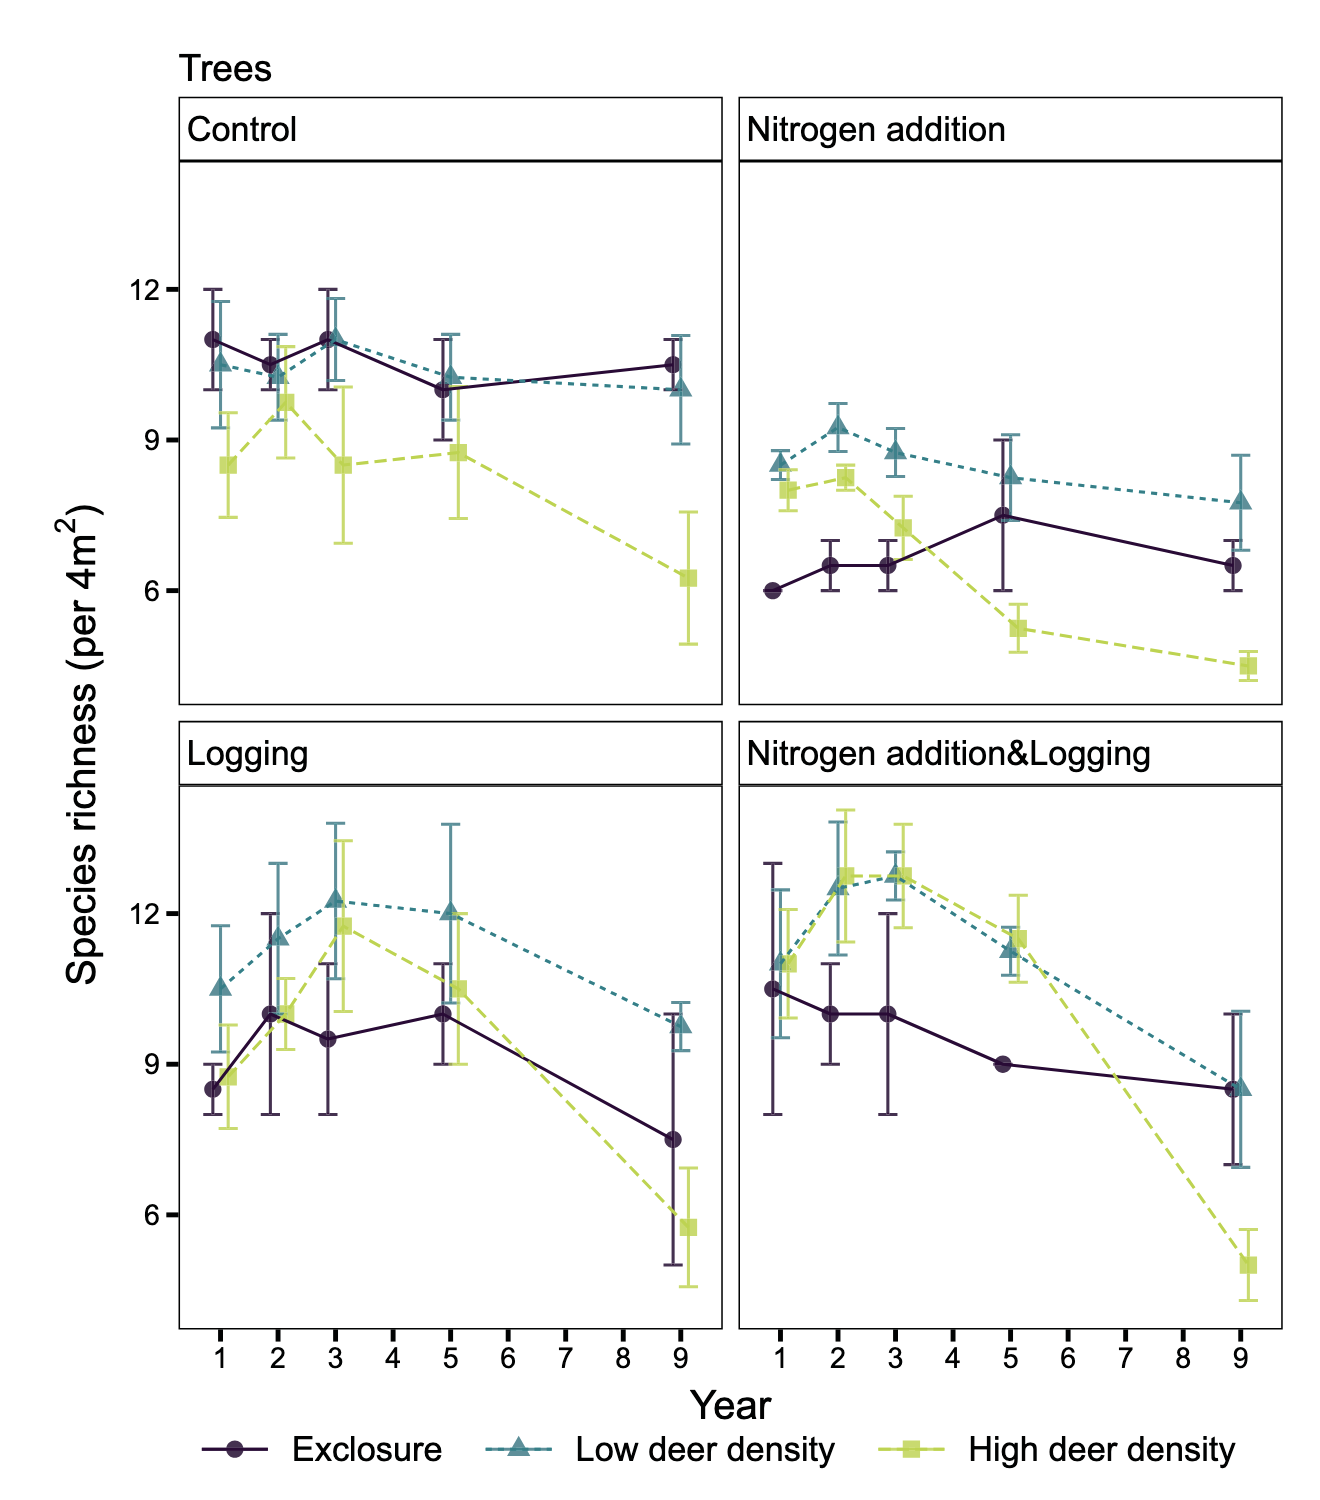 Trees
Control
Nitrogen addition
12
9
6
Logging
Nitrogen addition&Logging
12
9
6
Species richness (per 4m²)
1 2 3 4 5 6 7 8 9
1 2 3 4 5 6 7 8 9
Year
Exclosure
Low deer density
High deer density